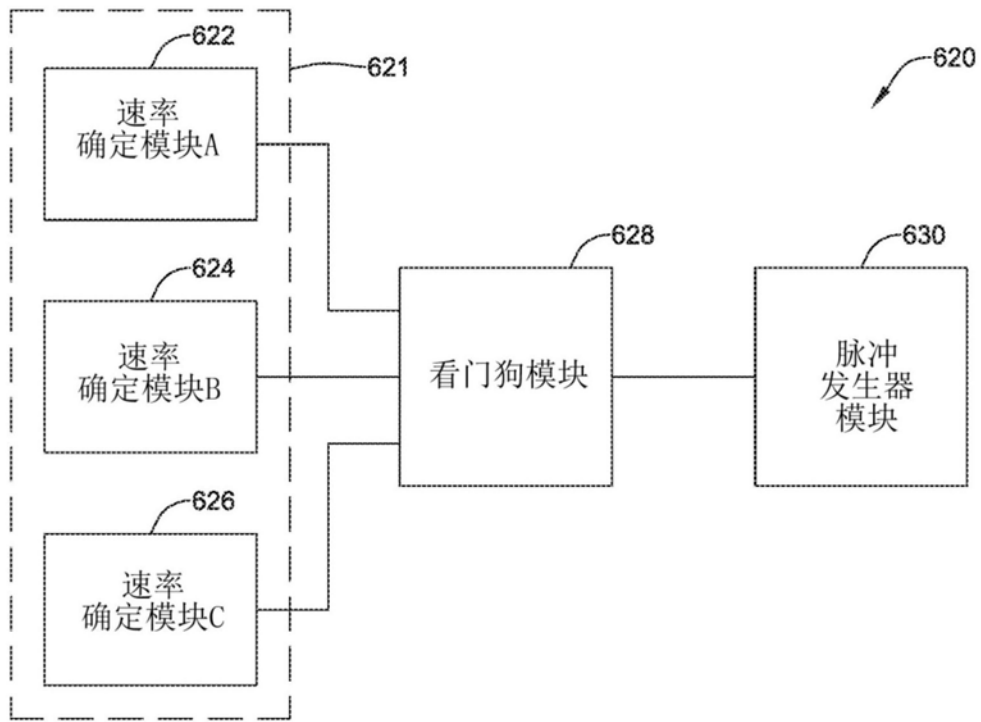 622
速率
确定模块A
621
620
624
速率
确定模块B
628
看门狗模块
630
脉冲
发生器
模块
626
速率
确定模块C